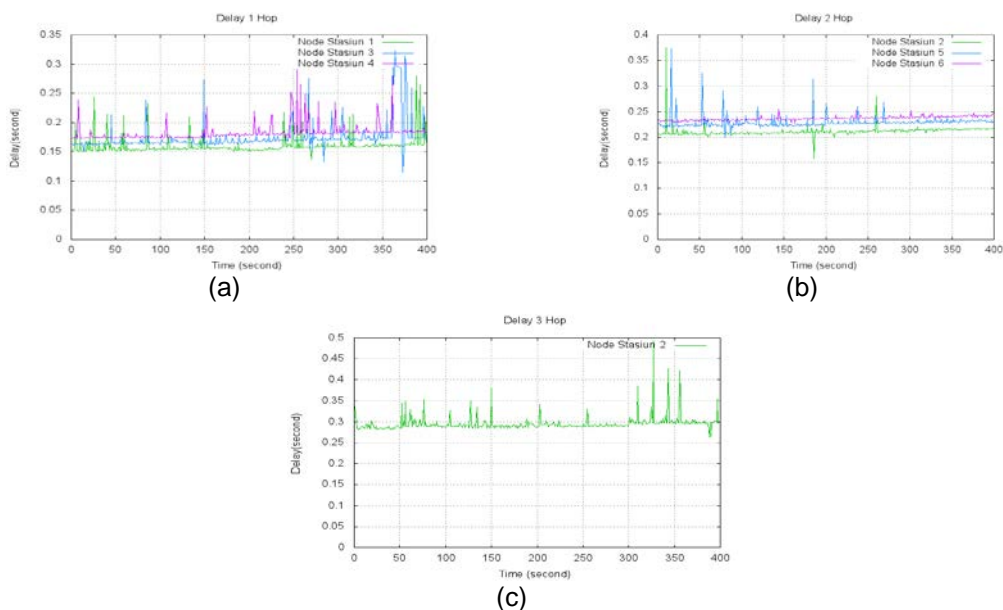 Delay 1 Hop
Delay(second)
0.35
0.3
0.25
0.2
0.15
0.1
0.05
0
Node Stasiun 1
Node Stasiun 3
Node Stasiun 4
0 50 100 150 200 250 300 350 400
Time (second)
(a)
Delay 2 Hop
Delay(second)
0.4
0.35
0.3
0.25
0.2
0.15
0.1
0.05
0
Node Stasiun 2
Node Stasiun 5
Node Stasiun 6
0 50 100 150 200 250 300 350 400
Time (second)
(b)
Delay 3 Hop
Delay(second)
0.5
0.45
0.4
0.35
0.3
0.25
0.2
0.15
0.1
0.05
0
Node Stasiun 2
0 50 100 150 200 250 300 350 400
Time (second)
(c)